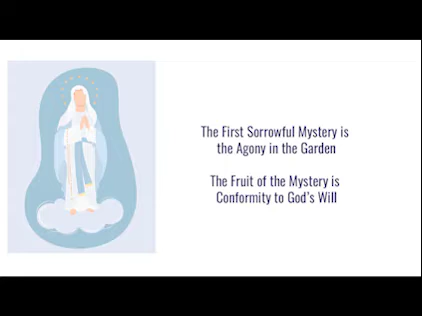 The First Sorrowful Mystery is
the Agony in the Garden
The Fruit of the Mystery is
Conformity to God's Will